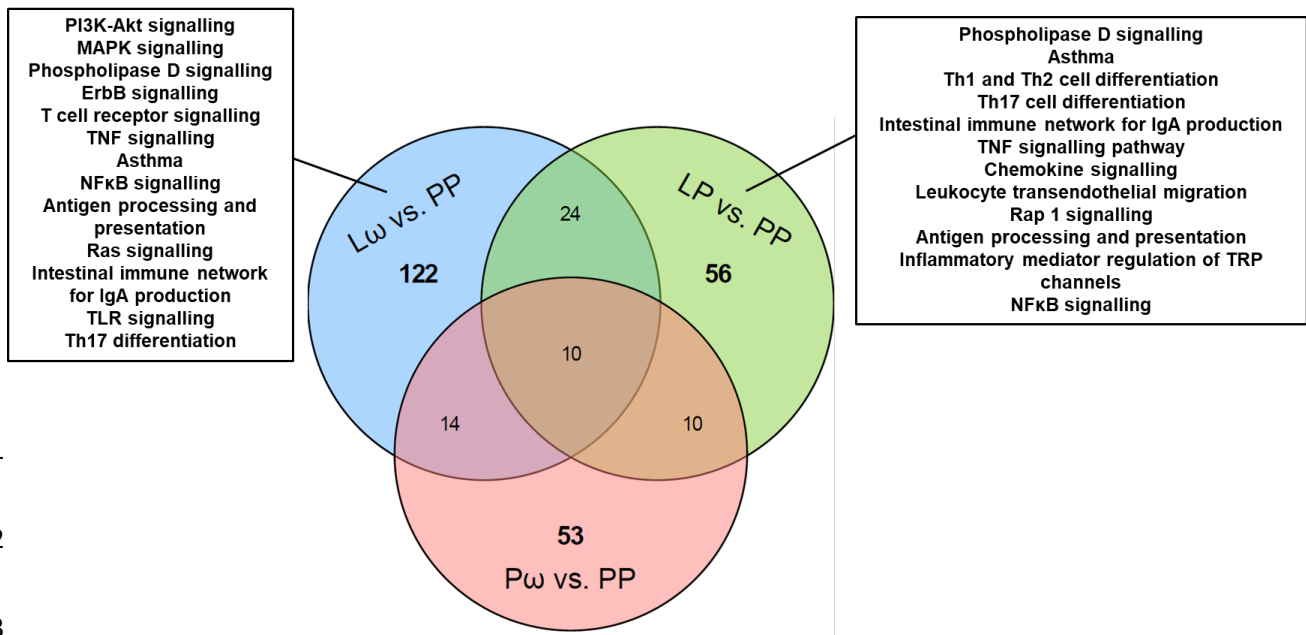 PI3K-Akt signalling
MAPK signalling
Phospholipase D signalling
ErbB signalling
T cell receptor signalling
TNF signalling
Asthma
NFκB signalling
Antigen processing and
presentation
Ras signalling
Intestinal immune network
for IgA production
TLR signalling
Th17 differentiation
Phospholipase D signalling
Asthma
Th1 and Th2 cell differentiation
Th17 cell differentiation
Intestinal immune network for IgA production
TNF signalling pathway
Chemokine signalling
Leukocyte transendothelial migration
Rap 1 signalling
Antigen processing and presentation
Inflammatory mediator regulation of TRP
channels
NFκB signalling
Lω vs. PP
122
24
LP vs. PP
56
10
14
10
53
Pω vs. PP